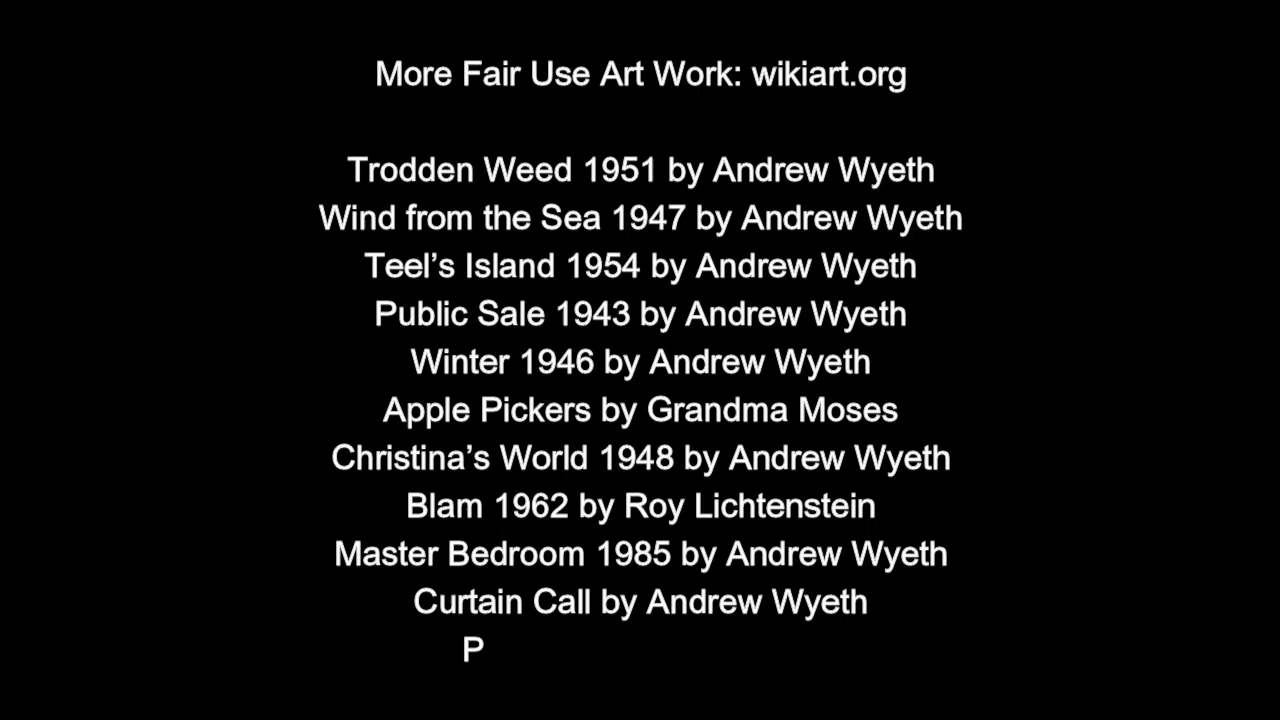 More Fair Use Art Work: wikiart.org
Trodden Weed 1951 by Andrew Wyeth
Wind from the Sea 1947 by Andrew Wyeth
Teel’s Island 1954 by Andrew Wyeth
Public Sale 1943 by Andrew Wyeth
Winter 1946 by Andrew Wyeth
Apple Pickers by Grandma Moses
Christina’s World 1948 by Andrew Wyeth
Blam 1962 by Roy Lichtenstein
Master Bedroom 1985 by Andrew Wyeth
Curtain Call by Andrew Wyeth
P